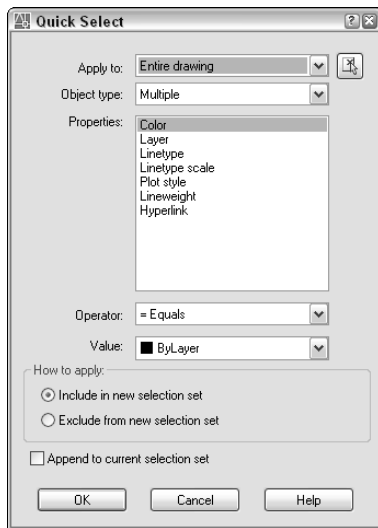 Quick Select
Apply to: Entire drawing
Object type: Multiple
Properties: Color
Layer
Linetype
Linetype scale
Plot style
Lineweight
Hyperlink
Operator: = Equals
Value: ByLayer
How to apply:
Include in new selection set
Exclude from new selection set
Append to current selection set
OK Cancel Help